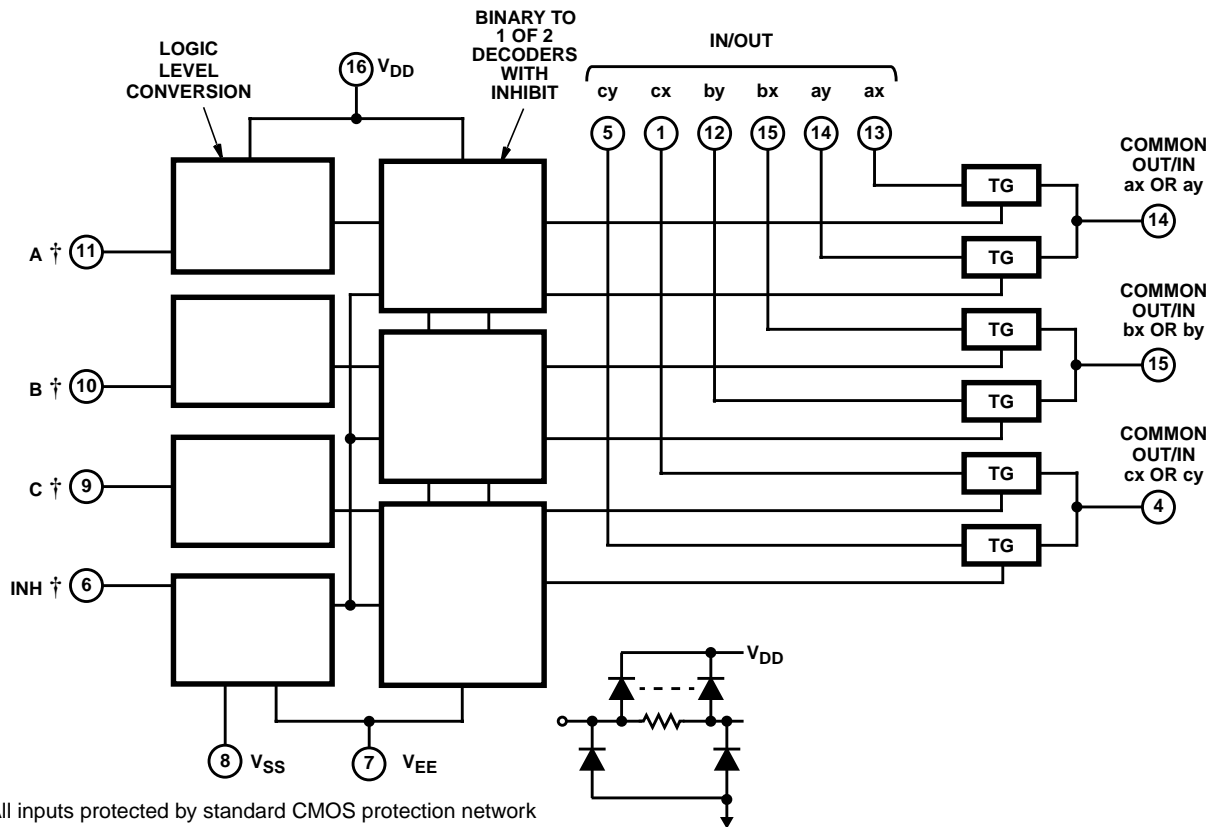 LOGIC
LEVEL
CONVERSION
16 VDD
BINARY TO
1 OF 2
DECODERS
WITH
INHIBIT
IN/OUT
cy cx by bx ay ax
5 1 12 15 14 13
TG
TG
TG
TG
TG
TG
COMMON
OUT/IN
ax OR ay
14
COMMON
OUT/IN
bx OR by
15
COMMON
OUT/IN
cx OR cy
4
A † 11
B † 10
C † 9
INH † 6
8 VSS
7 VEE
VDD
All inputs protected by standard CMOS protection network